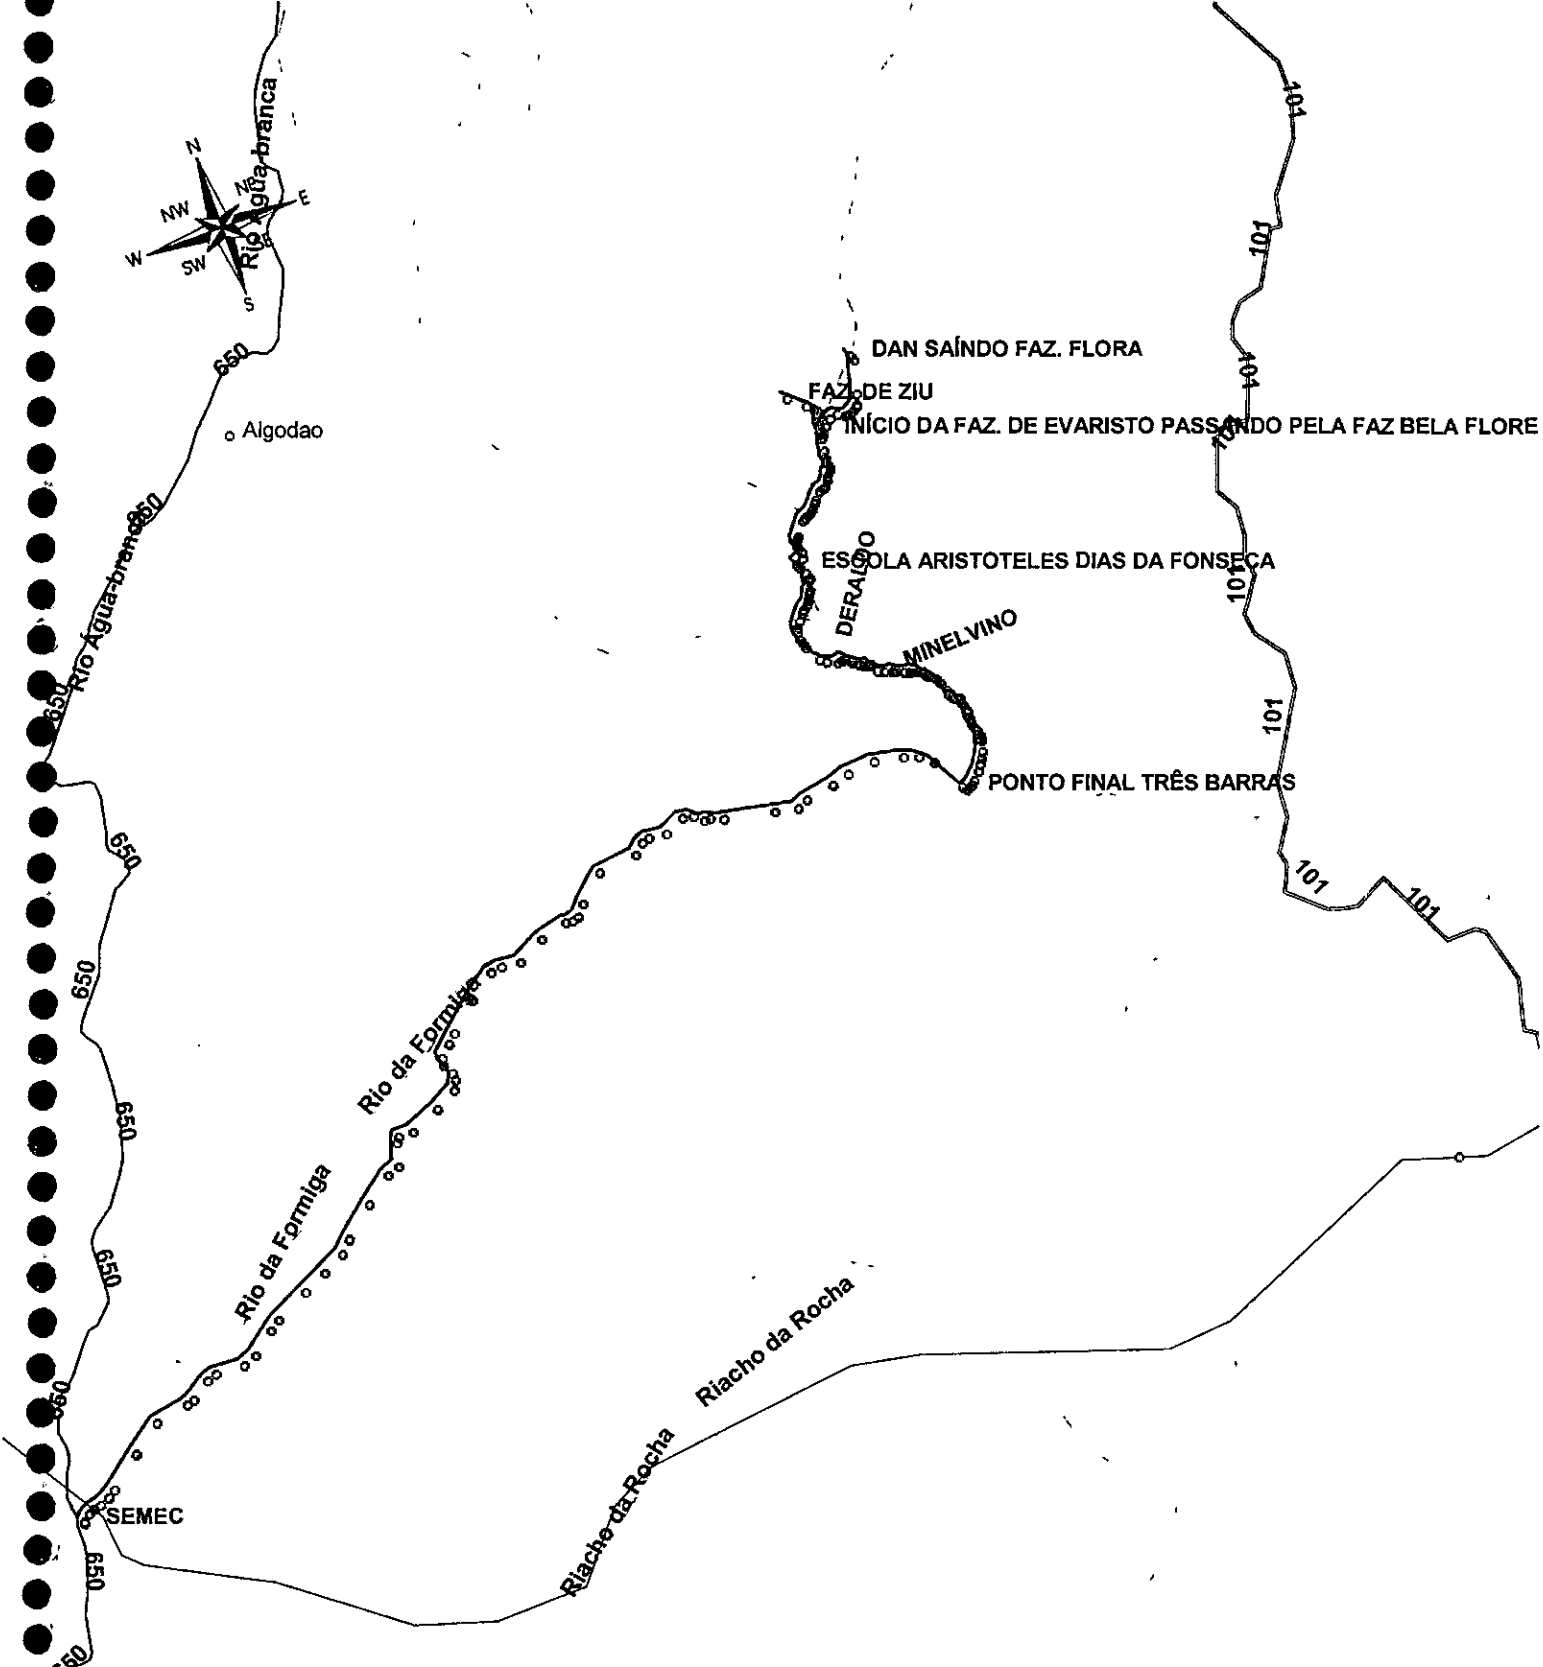 101
Rio Água-branca
N
NE
E
NW
W
SW
S
101
650
DAN SAÍNDO FAZ. FLORA
101
FAZ. DE ZIU
Algodao
INÍCIO DA FAZ. DE EVARISTO PASSANDO PELA FAZ BELA FLORE
101
650
ESCOLA ARISTOTELES DIAS DA FONSECA
DERALDO
101
Rio Água-branca
MINELVINO
650
101
PONTO FINAL TRÊS BARRAS
650
101
101
650
Rio da Formiga
650
Rio da Formiga
650
Riacho da Rocha
650
Riacho da Rocha
SEMEC
650
650